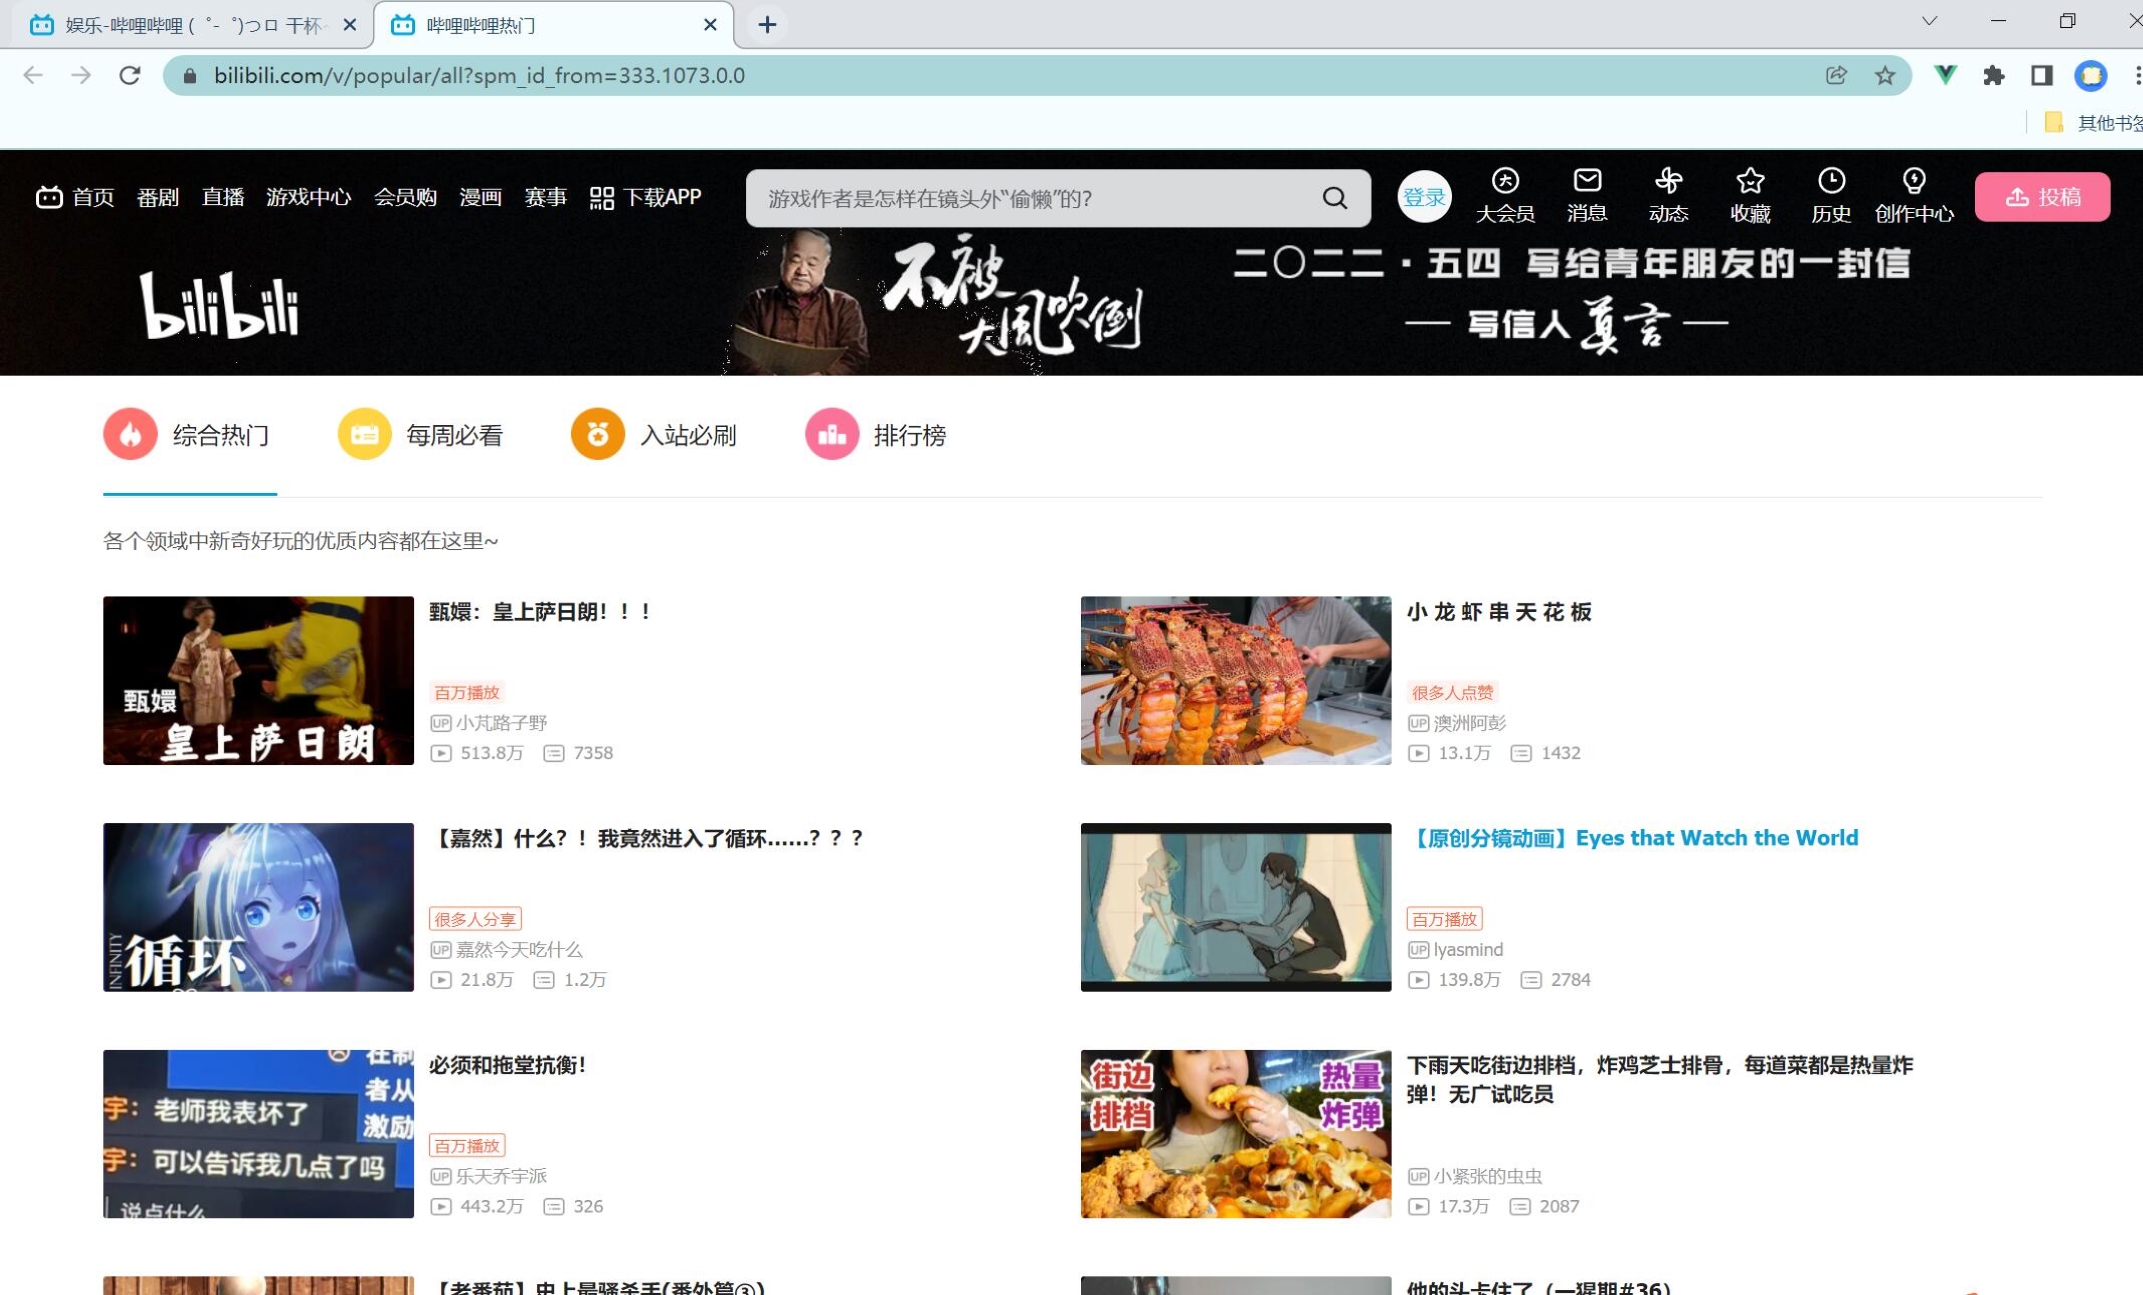 娱乐-哔哩哔哩 (゜-゜)つロ 干杯~
哔哩哔哩热门
bilibili.com/v/popular/all?spm_id_from=333.1073.0.0
其他书签
首页 番剧 直播 游戏中心 会员购 漫画 赛事 下载APP
游戏作者是怎样在镜头外“偷懒”的?
登录 大会员 消息 动态 收藏 历史 创作中心 投稿
bilibili
不被
大风吹倒
二〇二二·五四 写给青年朋友的一封信
— 写信人 莫言 —
综合热门 每周必看 入站必刷 排行榜
各个领域中新奇好玩的优质内容都在这里~
甄嬛
皇上萨日朗
甄嬛：皇上萨日朗！！！
百万播放
UP 小芃路子野
513.8万 7358
小 龙 虾 串 天 花 板
很多人点赞
UP 澳洲阿彭
13.1万 1432
INFINITY
循环
【嘉然】什么？！我竟然进入了循环……？？？
很多人分享
UP 嘉然今天吃什么
21.8万 1.2万
【原创分镜动画】Eyes that Watch the World
百万播放
UP lyasmind
139.8万 2784
在制
者从
激励
宇：老师我表坏了
宇：可以告诉我几点了吗
说点什么
必须和拖堂抗衡！
百万播放
UP 乐天乔宇派
443.2万 326
街边
排档
热量
炸弹
下雨天吃街边排档，炸鸡芝士排骨，每道菜都是热量炸
弹！无广试吃员
UP 小紧张的虫虫
17.3万 2087
【老番茄】史上最骚杀手(番外篇③)
他的头卡住了（一猩期#36）